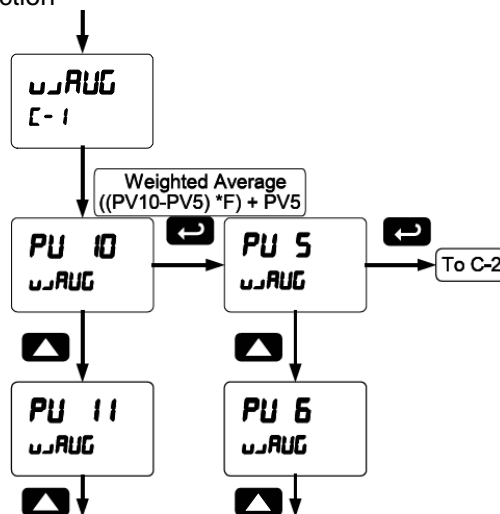 ction
wAVG
C-1
Weighted Average
((PV10-PV5) *F) + PV5
PV 10
wAVG
PV 5
wAVG
To C-2
PV 11
wAVG
PV 6
wAVG